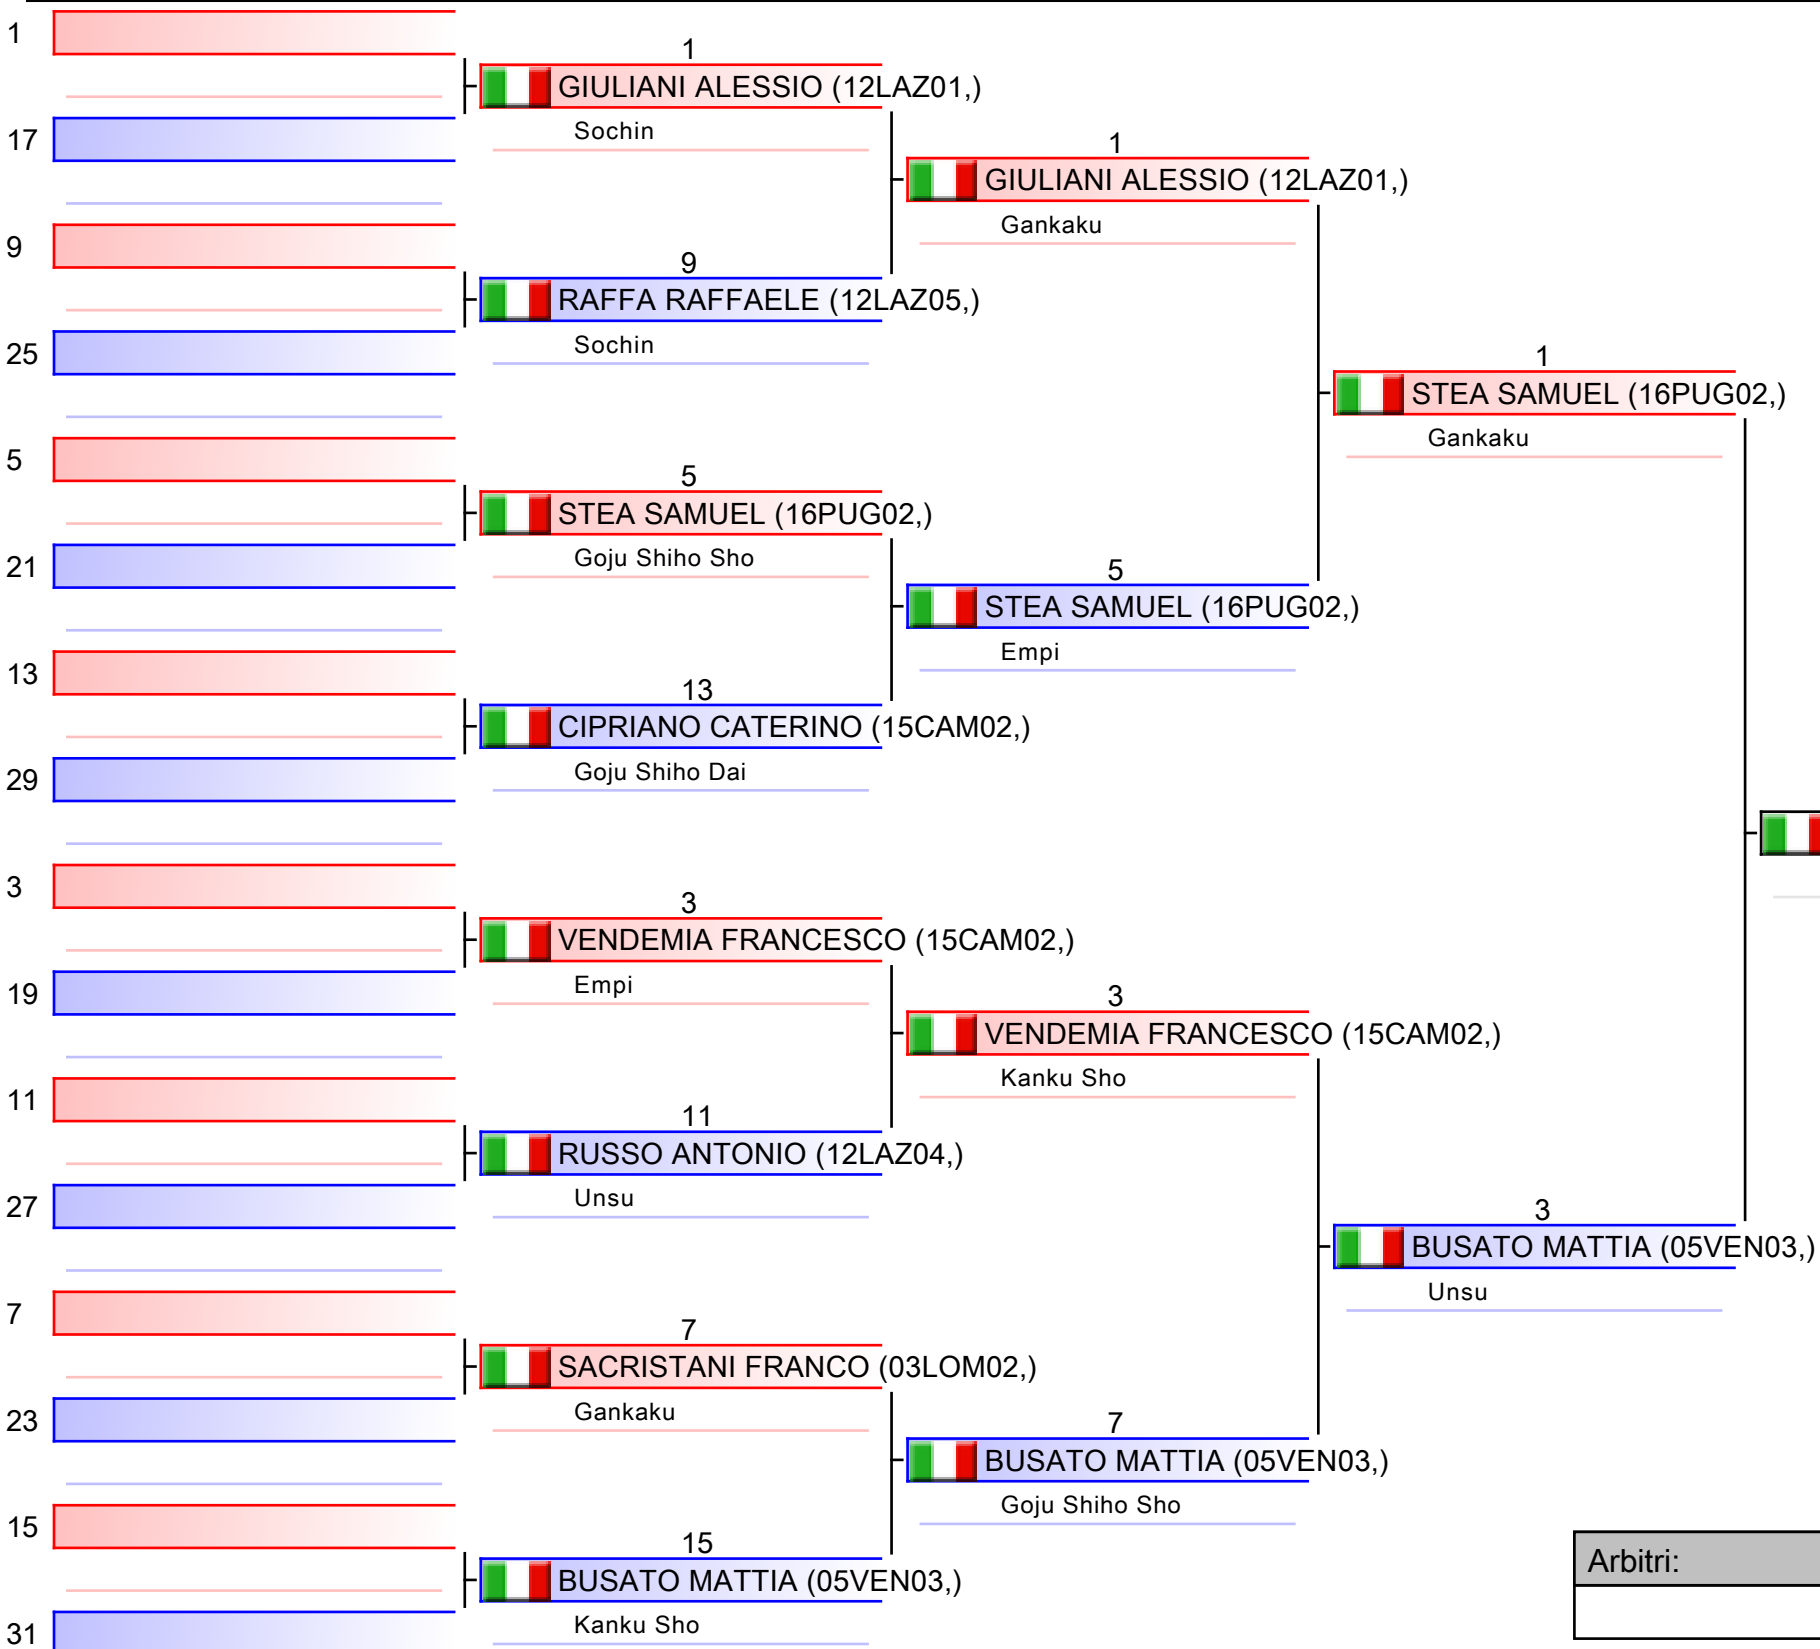 1
1
GIULIANI ALESSIO (12LAZ01,)
Sochin
17
1
GIULIANI ALESSIO (12LAZ01,)
Gankaku
9
9
RAFFA RAFFAELE (12LAZ05,)
Sochin
25
1
STEA SAMUEL (16PUG02,)
Gankaku
5
5
STEA SAMUEL (16PUG02,)
Goju Shiho Sho
21
5
STEA SAMUEL (16PUG02,)
Empi
13
13
CIPRIANO CATERINO (15CAM02,)
Goju Shiho Dai
29
3
3
VENDEMIA FRANCESCO (15CAM02,)
Empi
19
3
VENDEMIA FRANCESCO (15CAM02,)
Kanku Sho
11
11
RUSSO ANTONIO (12LAZ04,)
Unsu
27
3
BUSATO MATTIA (05VEN03,)
Unsu
7
7
SACRISTANI FRANCO (03LOM02,)
Gankaku
23
7
BUSATO MATTIA (05VEN03,)
Goju Shiho Sho
15
15
BUSATO MATTIA (05VEN03,)
Kanku Sho
31
Arbitri: